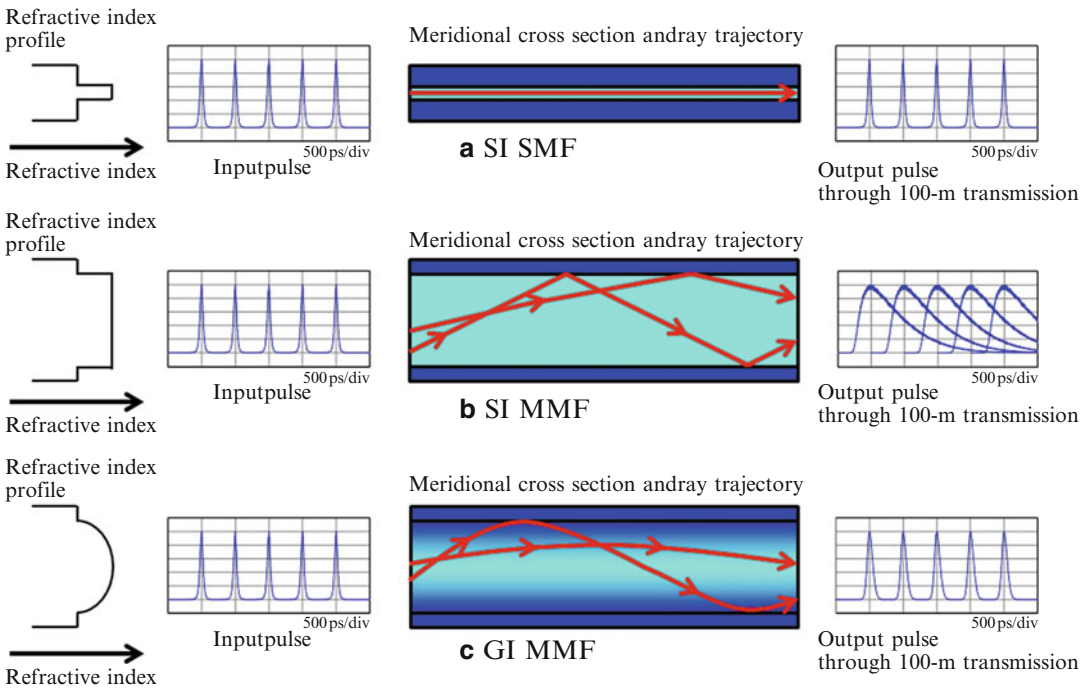 Refractive index
profile
Refractive index
500 ps/div
Inputpulse
Meridional cross section andray trajectory
a SI SMF
500 ps/div
Output pulse
through 100-m transmission
Refractive index
profile
Refractive index
500 ps/div
Inputpulse
Meridional cross section andray trajectory
b SI MMF
500 ps/div
Output pulse
through 100-m transmission
Refractive index
profile
Refractive index
500 ps/div
Inputpulse
Meridional cross section andray trajectory
c GI MMF
500 ps/div
Output pulse
through 100-m transmission